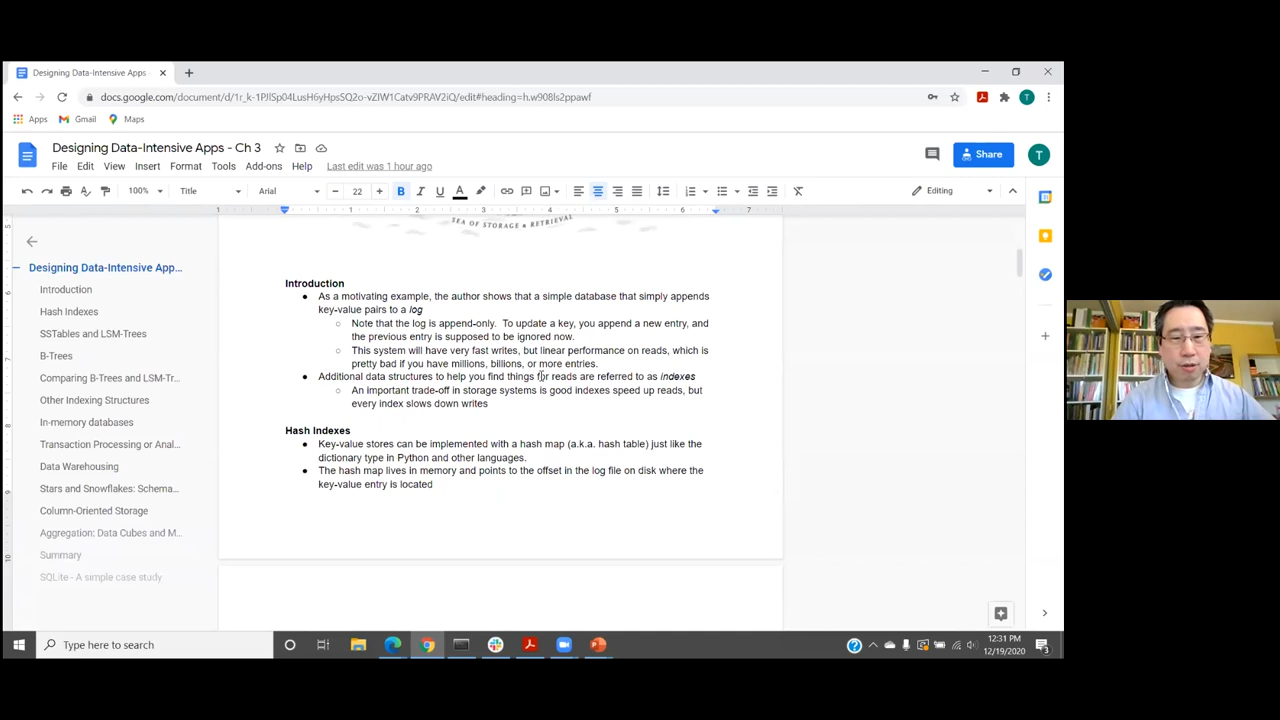 Designing Data-Intensive Apps -
docs.google.com/document/d/1r_k-1PJlSp04LusH6yHpsSQ2o-vZIW1Catv9PRAV2iQ/edit#heading=h.w908ls2ppawf
Apps Gmail Maps
Designing Data-Intensive Apps - Ch 3
File Edit View Insert Format Tools Add-ons Help Last edit was 1 hour ago
Share
T
T
100% Title Arial 22 B I U A Editing
1 1 2 3 4 5 6 7
SEA OF STORAGE & RETRIEVAL
Designing Data-Intensive App...
Introduction
Hash Indexes
SSTables and LSM-Trees
B-Trees
Comparing B-Trees and LSM-Tr...
Other Indexing Structures
In-memory databases
Transaction Processing or Anal...
Data Warehousing
Stars and Snowflakes: Schema...
Column-Oriented Storage
Aggregation: Data Cubes and M...
Summary
SQLite - A simple case study
Introduction
As a motivating example, the author shows that a simple database that simply appends
key-value pairs to a log
Note that the log is append-only. To update a key, you append a new entry, and
the previous entry is supposed to be ignored now.
This system will have very fast writes, but linear performance on reads, which is
pretty bad if you have millions, billions, or more entries.
Additional data structures to help you find things for reads are referred to as indexes
An important trade-off in storage systems is good indexes speed up reads, but
every index slows down writes
Hash Indexes
Key-value stores can be implemented with a hash map (a.k.a. hash table) just like the
dictionary type in Python and other languages.
The hash map lives in memory and points to the offset in the log file on disk where the
key-value entry is located
Type here to search
12:31 PM
12/19/2020
3